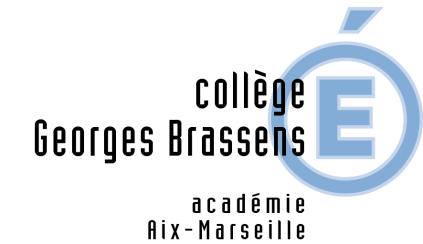 collège
Georges Brassens
É
académie
Aix-Marseille